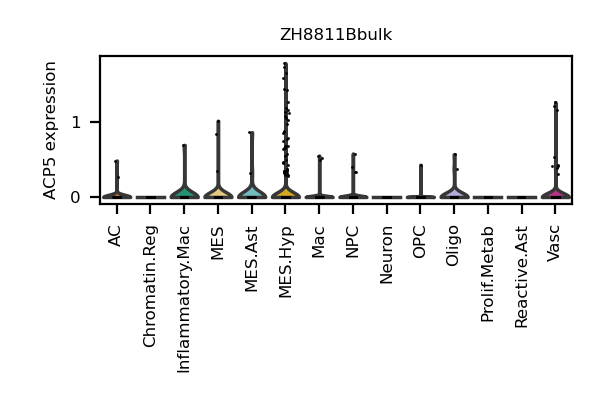 ZH8811Bbulk
ACP5 expression
1
0
AC
Chromatin.Reg
Inflammatory.Mac
MES
MES.Ast
MES.Hyp
Mac
NPC
Neuron
OPC
Oligo
Prolif.Metab
Reactive.Ast
Vasc